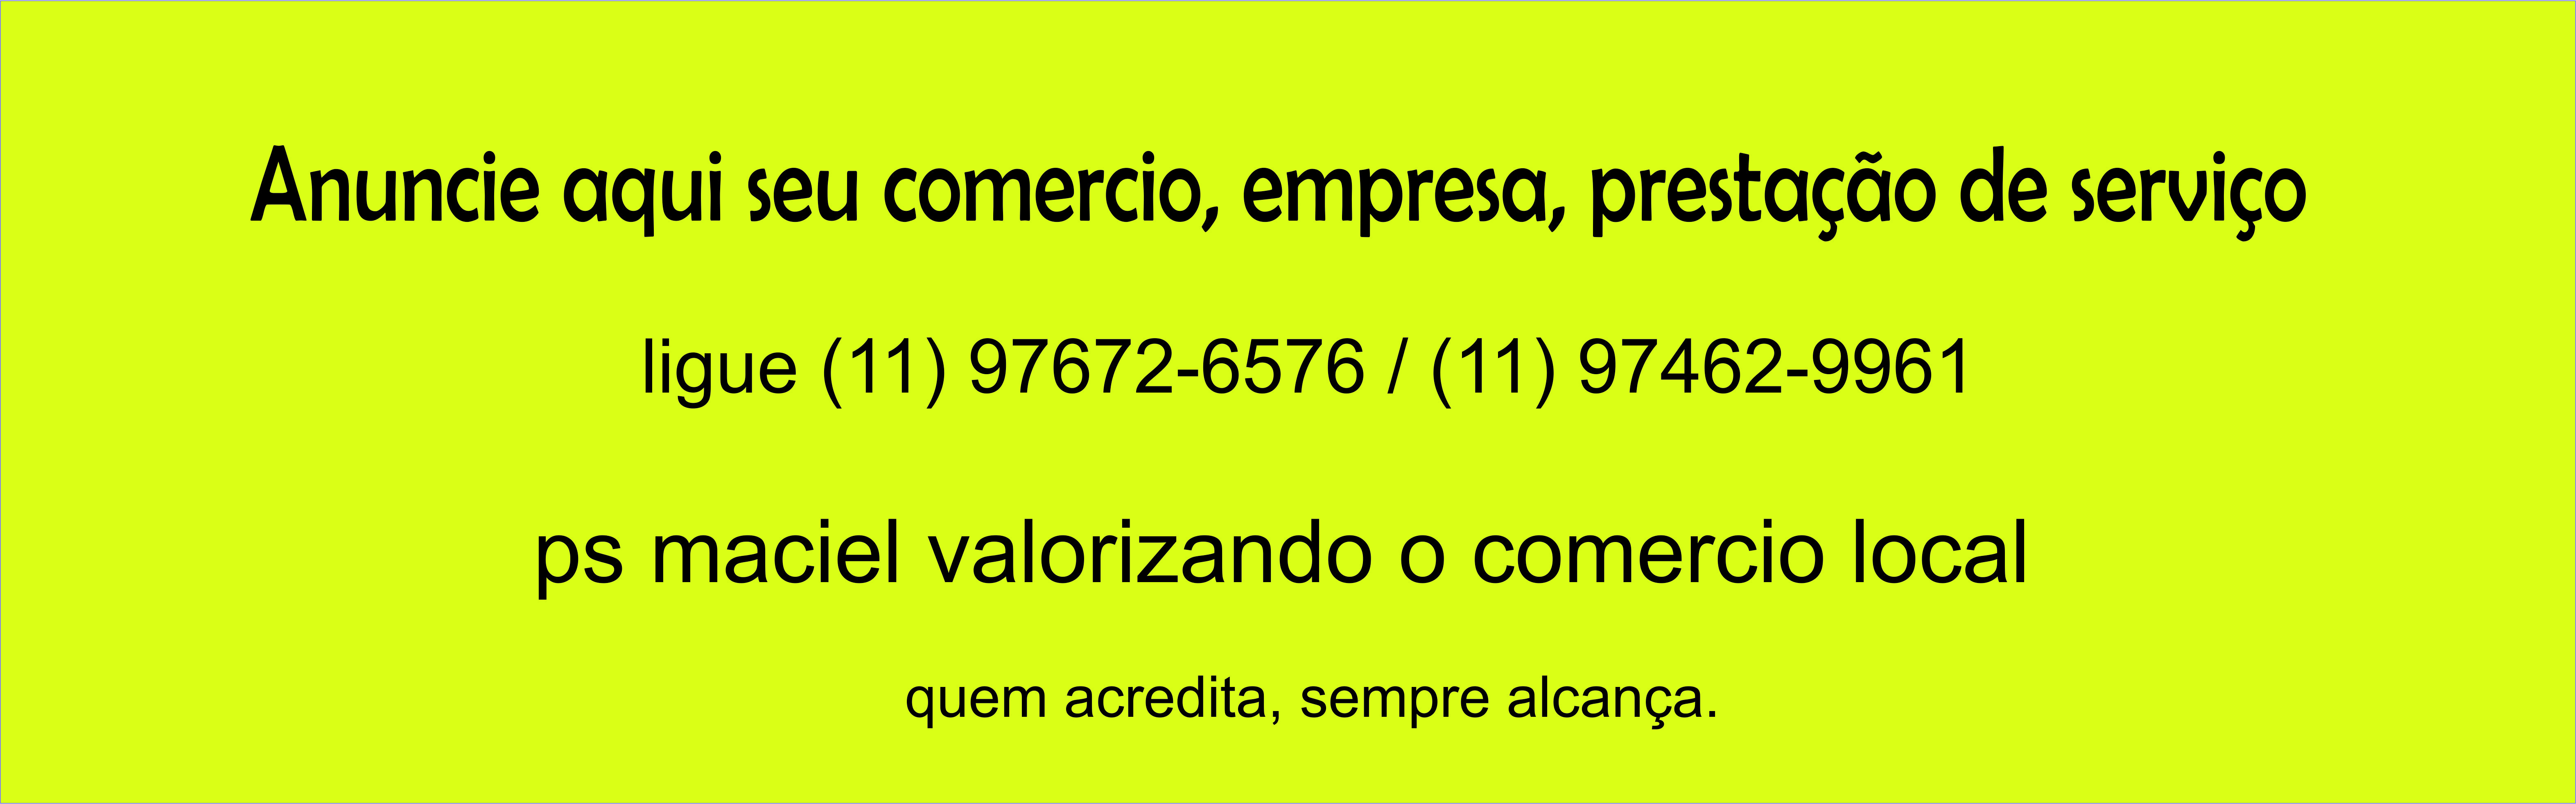 Anuncie aqui seu comercio, empresa, prestação de serviço
ligue (11) 97672-6576 / (11) 97462-9961
ps maciel valorizando o comercio local
quem acredita, sempre alcança.